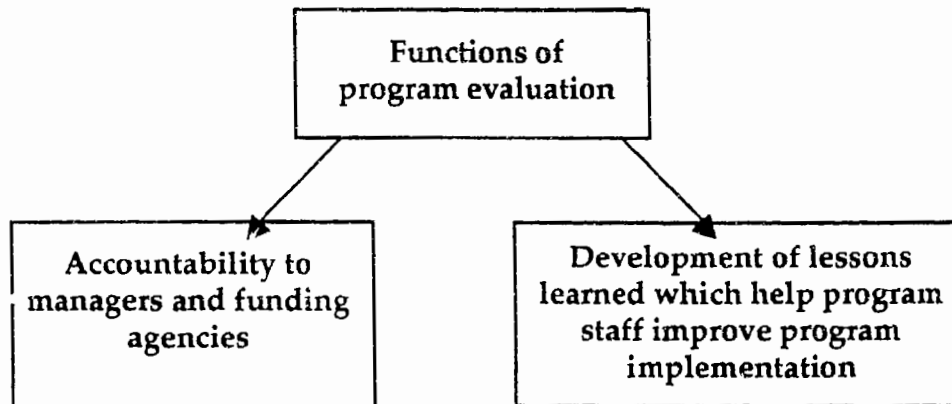 Functions of
program evaluation
Accountability to
managers and funding
agencies
Development of lessons
learned which help program
staff improve program
implementation